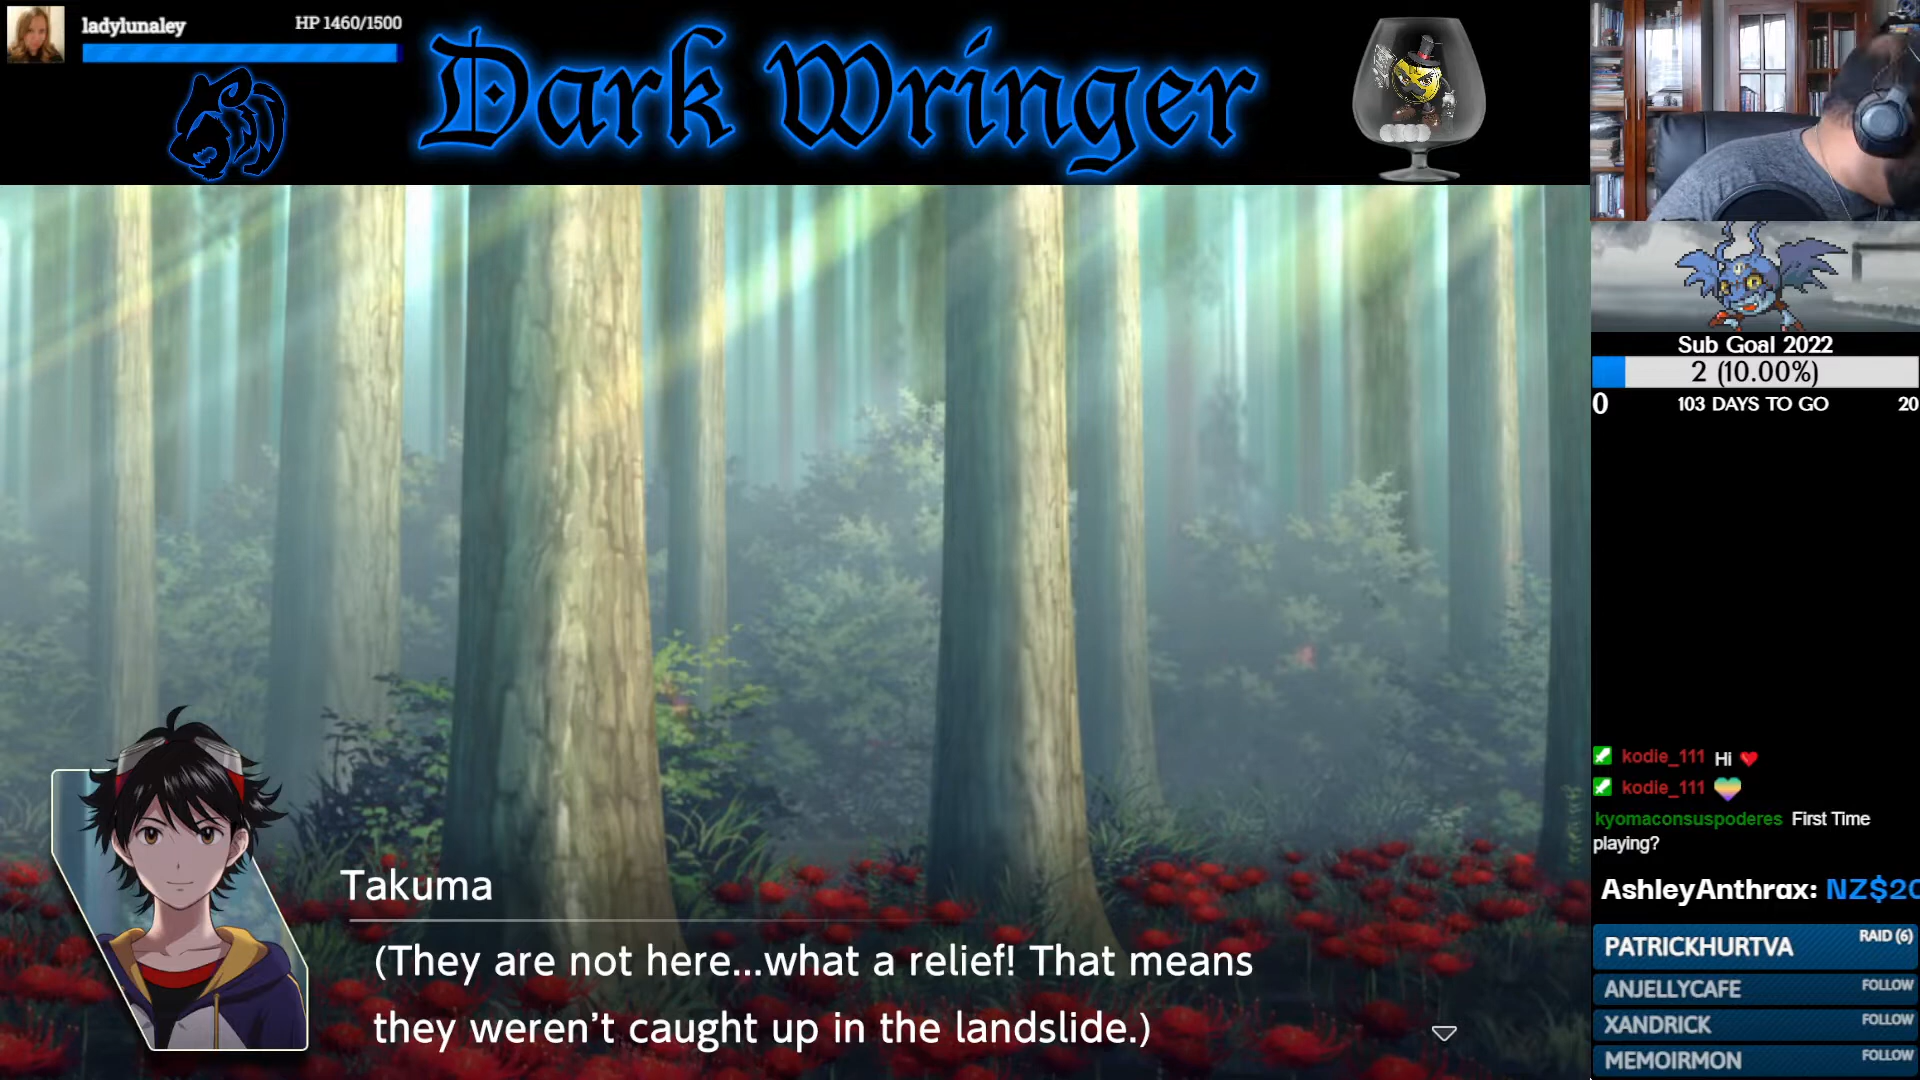 ladylunaley
HP 1460/1500
Dark Wringer
Sub Goal 2022
2 (10.00%)
0
103 DAYS TO GO
20
kodie_111 Hi
kodie_111
kyomaconsuspoderes First Time
playing?
AshleyAnthrax: NZ$20
PATRICKHURTVA
RAID (6)
ANJELLYCAFE
FOLLOW
XANDRICK
FOLLOW
MEMOIRMON
FOLLOW
Takuma
(They are not here...what a relief! That means
they weren't caught up in the landslide.)